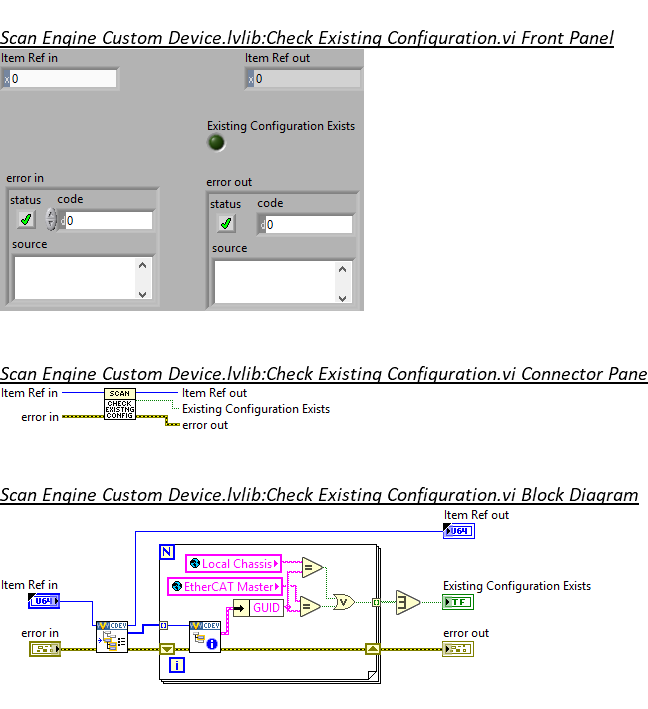 Scan Engine Custom Device.lvlib:Check Existing Configuration.vi Front Panel
Item Ref in Item Ref out
x 0 x 0
Existing Configuration Exists
error in error out
status code status code
d 0 d 0
source source
Scan Engine Custom Device.lvlib:Check Existing Configuration.vi Connector Pane
Item Ref in SCAN Item Ref out
CHECK Existing Configuration Exists
error in EXISTNG error out
CONFIG
Scan Engine Custom Device.lvlib:Check Existing Configuration.vi Block Diagram
Item Ref out
U64
N
Local Chassis
Item Ref in EtherCAT Master Existing Configuration Exists
U64 GUID TF
error in CDEV CDEV error out
i